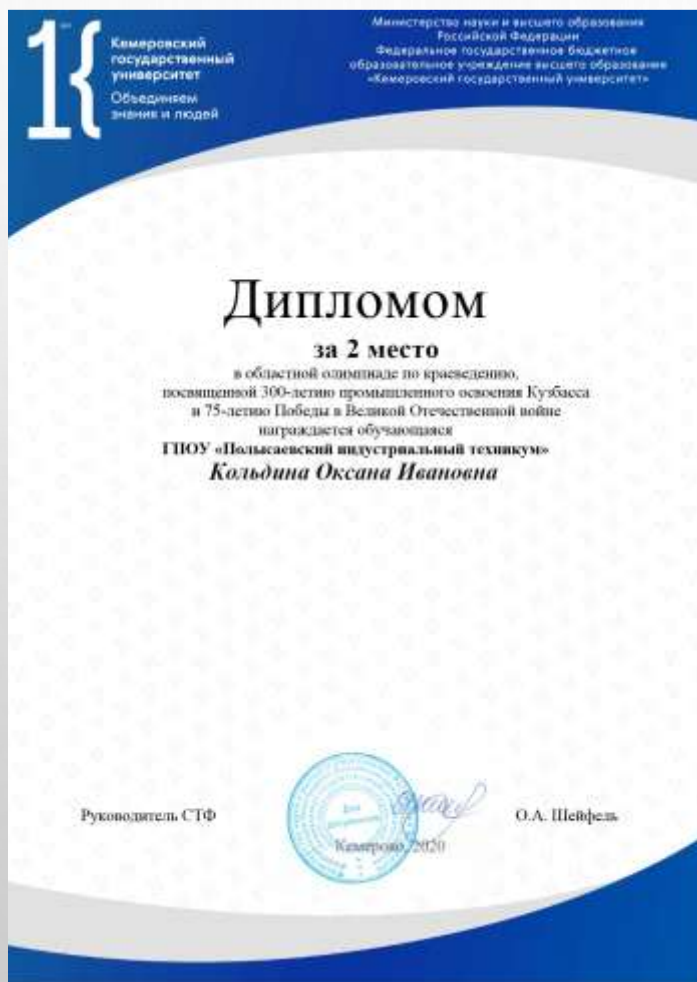 Кемеровский
государственный
университет
Объединяем
знания и людей
Министерство науки и высшего образования
Российской Федерации
Федеральное государственное бюджетное
образовательное учреждение высшего образования
«Кемеровский государственный университет»
Дипломом
за 2 место
в областной олимпиаде по краеведению,
посвященной 300-летию промышленного освоения Кузбасса
и 75-летию Победы в Великой Отечественной войне
награждается обучающаяся
ГПОУ «Полысаевский индустриальный техникум»
Кольдина Оксана Ивановна
Руководитель СТФ
О.А. Шейфель
Для
Кемерово, 2020